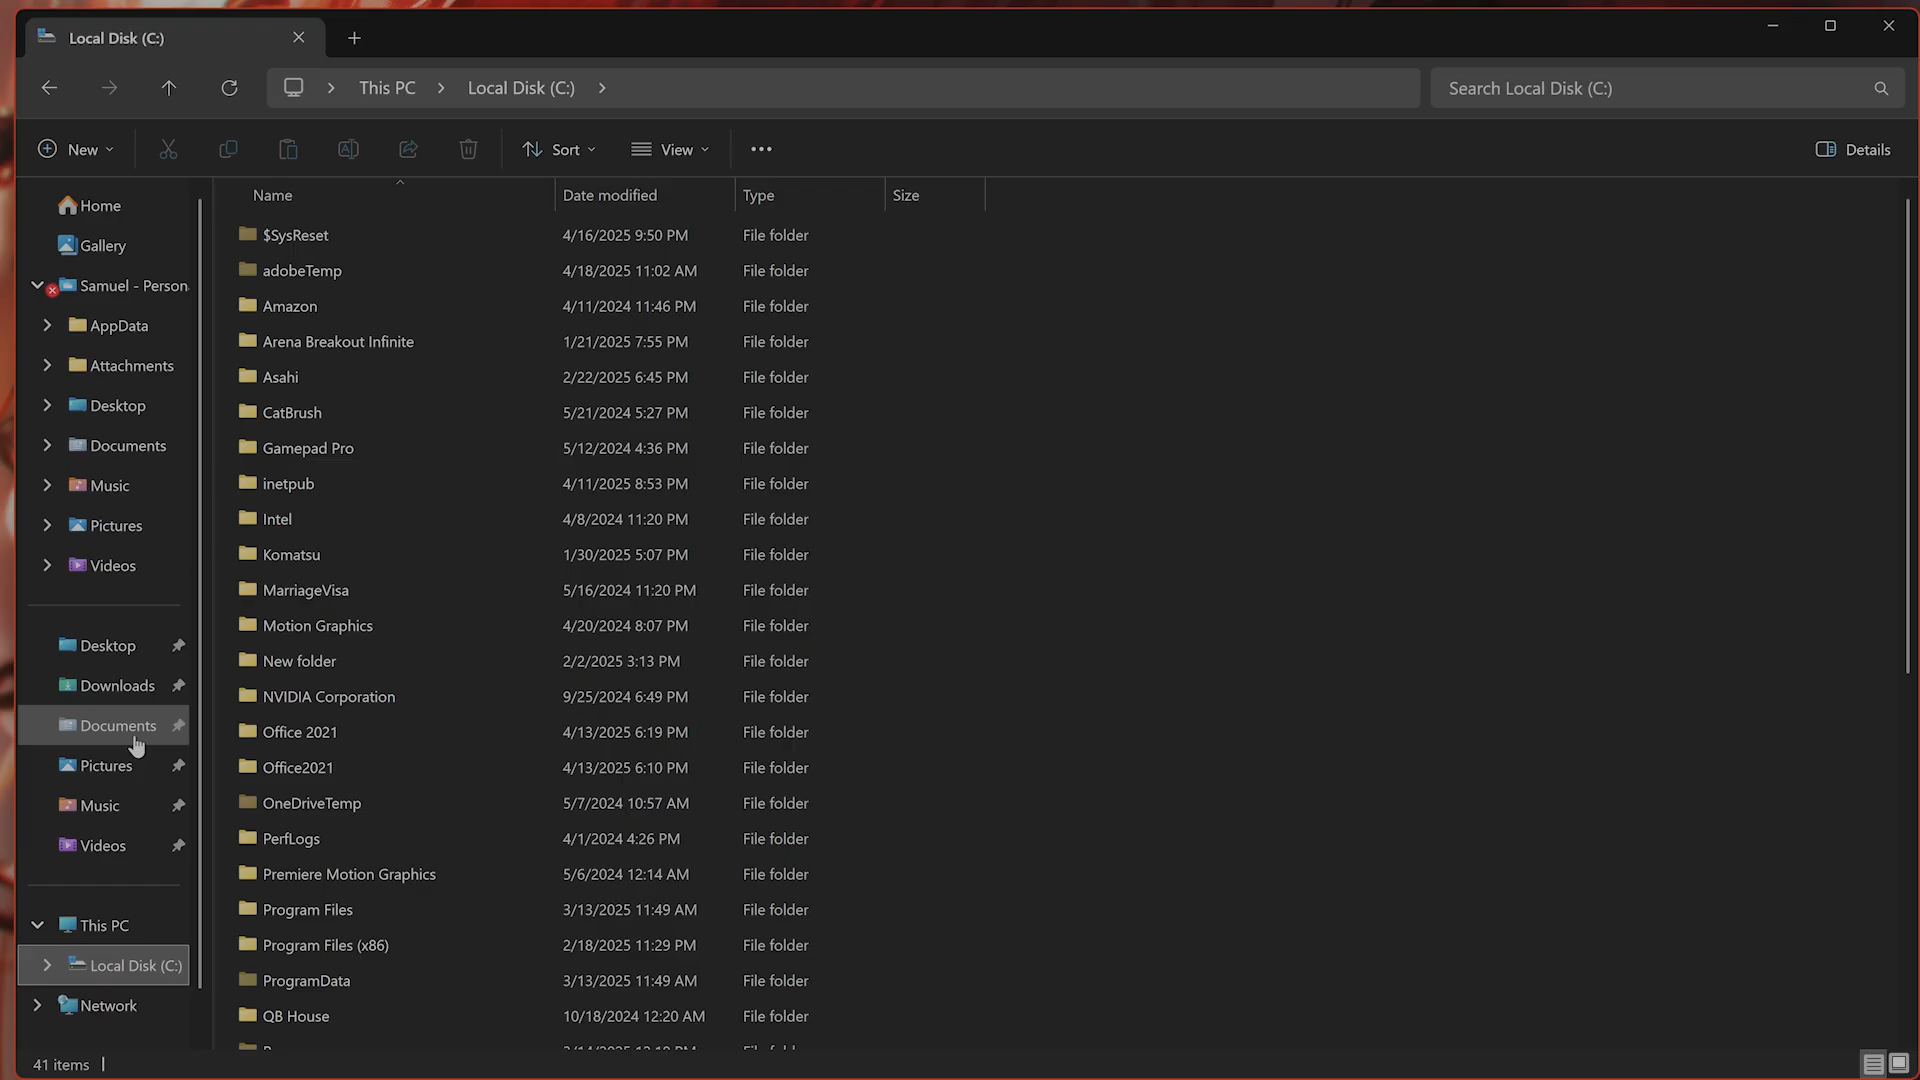 Local Disk (C:)
This PC
Local Disk (C:)
Search Local Disk (C:)
New
Sort
View
Details
Home
Gallery
Samuel - Person
AppData
Attachments
Desktop
Documents
Music
Pictures
Videos
Desktop
Downloads
Documents
Pictures
Music
Videos
This PC
Local Disk (C:)
Network
Name Date modified Type Size
$SysReset 4/16/2025 9:50 PM File folder
adobeTemp 4/18/2025 11:02 AM File folder
Amazon 4/11/2024 11:46 PM File folder
Arena Breakout Infinite 1/21/2025 7:55 PM File folder
Asahi 2/22/2025 6:45 PM File folder
CatBrush 5/21/2024 5:27 PM File folder
Gamepad Pro 5/12/2024 4:36 PM File folder
inetpub 4/11/2025 8:53 PM File folder
Intel 4/8/2024 11:20 PM File folder
Komatsu 1/30/2025 5:07 PM File folder
MarriageVisa 5/16/2024 11:20 PM File folder
Motion Graphics 4/20/2024 8:07 PM File folder
New folder 2/2/2025 3:13 PM File folder
NVIDIA Corporation 9/25/2024 6:49 PM File folder
Office 2021 4/13/2025 6:19 PM File folder
Office2021 4/13/2025 6:10 PM File folder
OneDriveTemp 5/7/2024 10:57 AM File folder
PerfLogs 4/1/2024 4:26 PM File folder
Premiere Motion Graphics 5/6/2024 12:14 AM File folder
Program Files 3/13/2025 11:49 AM File folder
Program Files (x86) 2/18/2025 11:29 PM File folder
ProgramData 3/13/2025 11:49 AM File folder
QB House 10/18/2024 12:20 AM File folder
41 items